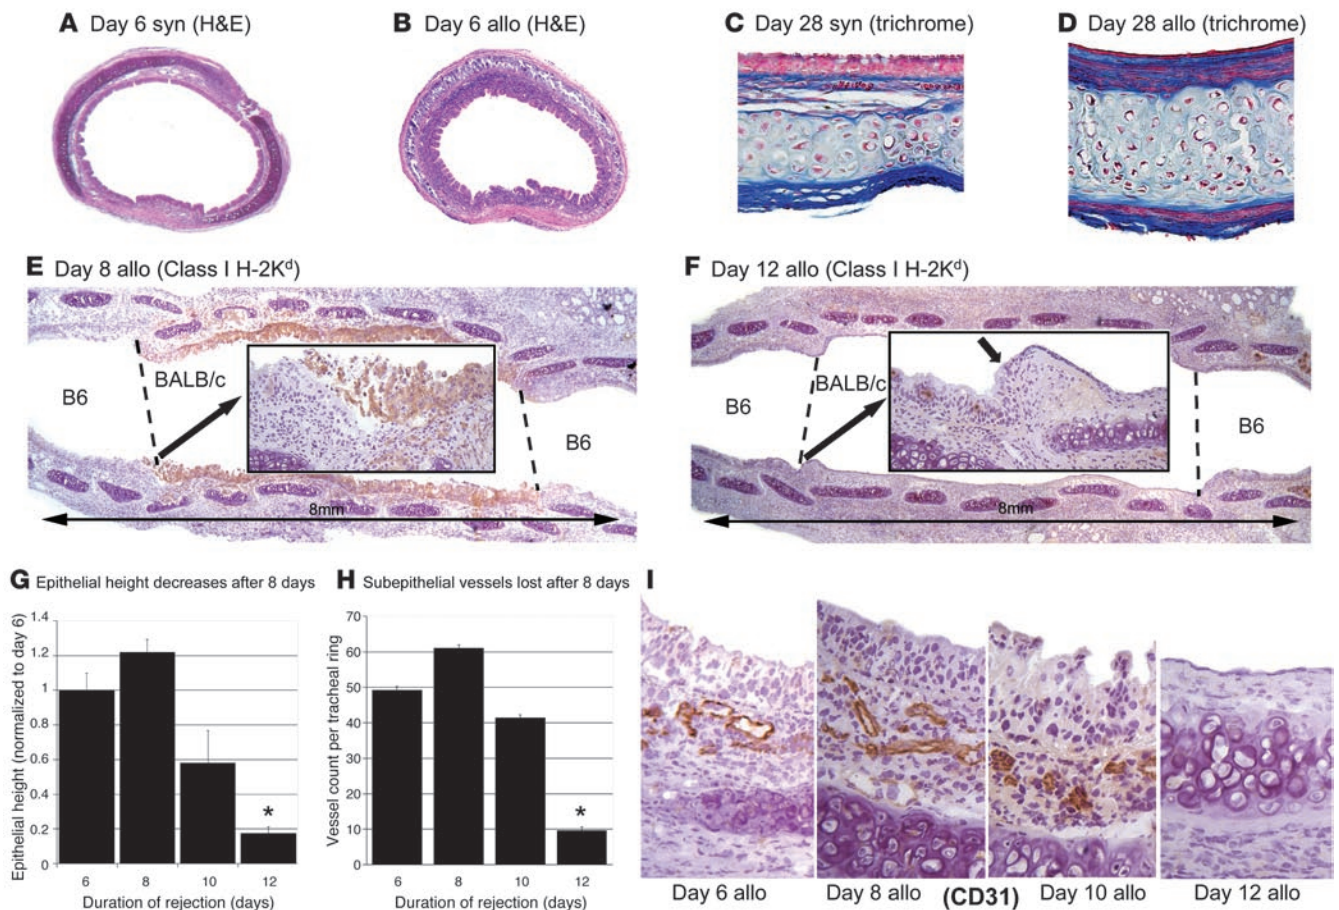 A Day 6 syn (H&E)
B Day 6 allo (H&E)
C Day 28 syn (trichrome)
D Day 28 allo (trichrome)
E Day 8 allo (Class I H-2Kᵈ)
B6
BALB/c
B6
8mm
F Day 12 allo (Class I H-2Kᵈ)
B6
BALB/c
B6
8mm
G Epithelial height decreases after 8 days
Epithelial height (normalized to day 6)
1.4
1.2
1
0.8
0.6
0.4
0.2
0
*
6 8 10 12
Duration of rejection (days)
H Subepithelial vessels lost after 8 days
Vessel count per tracheal ring
70
60
50
40
30
20
10
0
*
6 8 10 12
Duration of rejection (days)
I
Day 6 allo Day 8 allo (CD31) Day 10 allo Day 12 allo